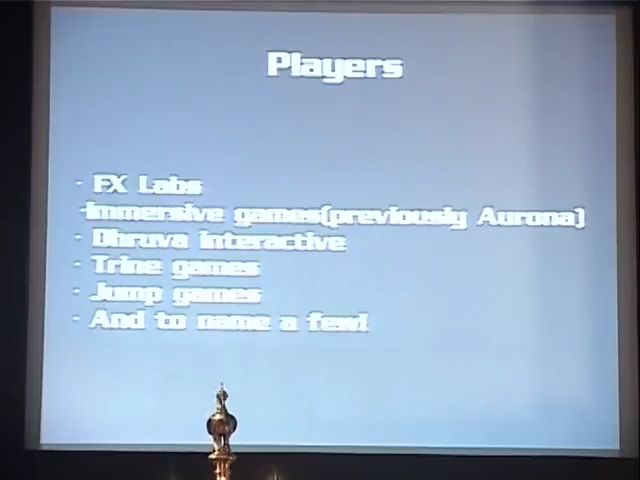 Players
- FX Labs
-Immersive games(previously Aurona)
- Dhruva interactive
- Trine games
- Jump games
- And to name a few!